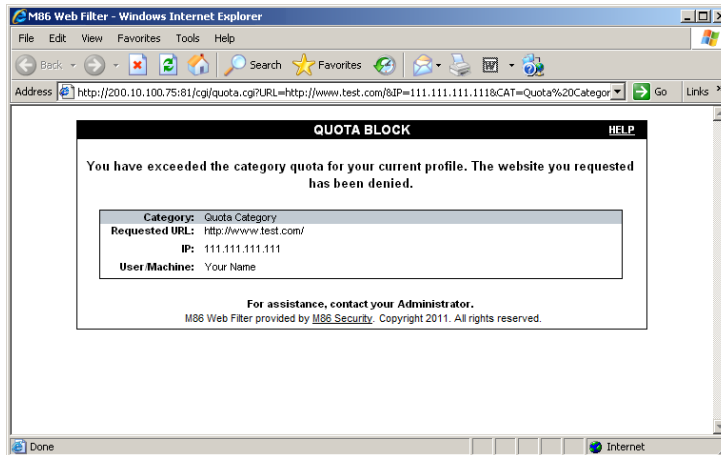 M86 Web Filter - Windows Internet Explorer
File Edit View Favorites Tools Help
Back Search Favorites
Address http://200.10.100.75:81/cgi/quota.cgi?URL=http://www.test.com/&IP=111.111.111.111&CAT=Quota%20Categor Go Links »
QUOTA BLOCK HELP
You have exceeded the category quota for your current profile. The website you requested
has been denied.
Category: Quota Category
Requested URL: http://www.test.com/
IP: 111.111.111.111
User/Machine: Your Name
For assistance, contact your Administrator.
M86 Web Filter provided by M86 Security. Copyright 2011. All rights reserved.
Done Internet